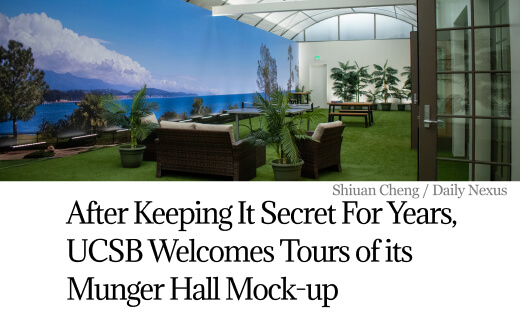 Shiuan Cheng / Daily Nexus
After Keeping It Secret For Years,
UCSB Welcomes Tours of its
Munger Hall Mock-up